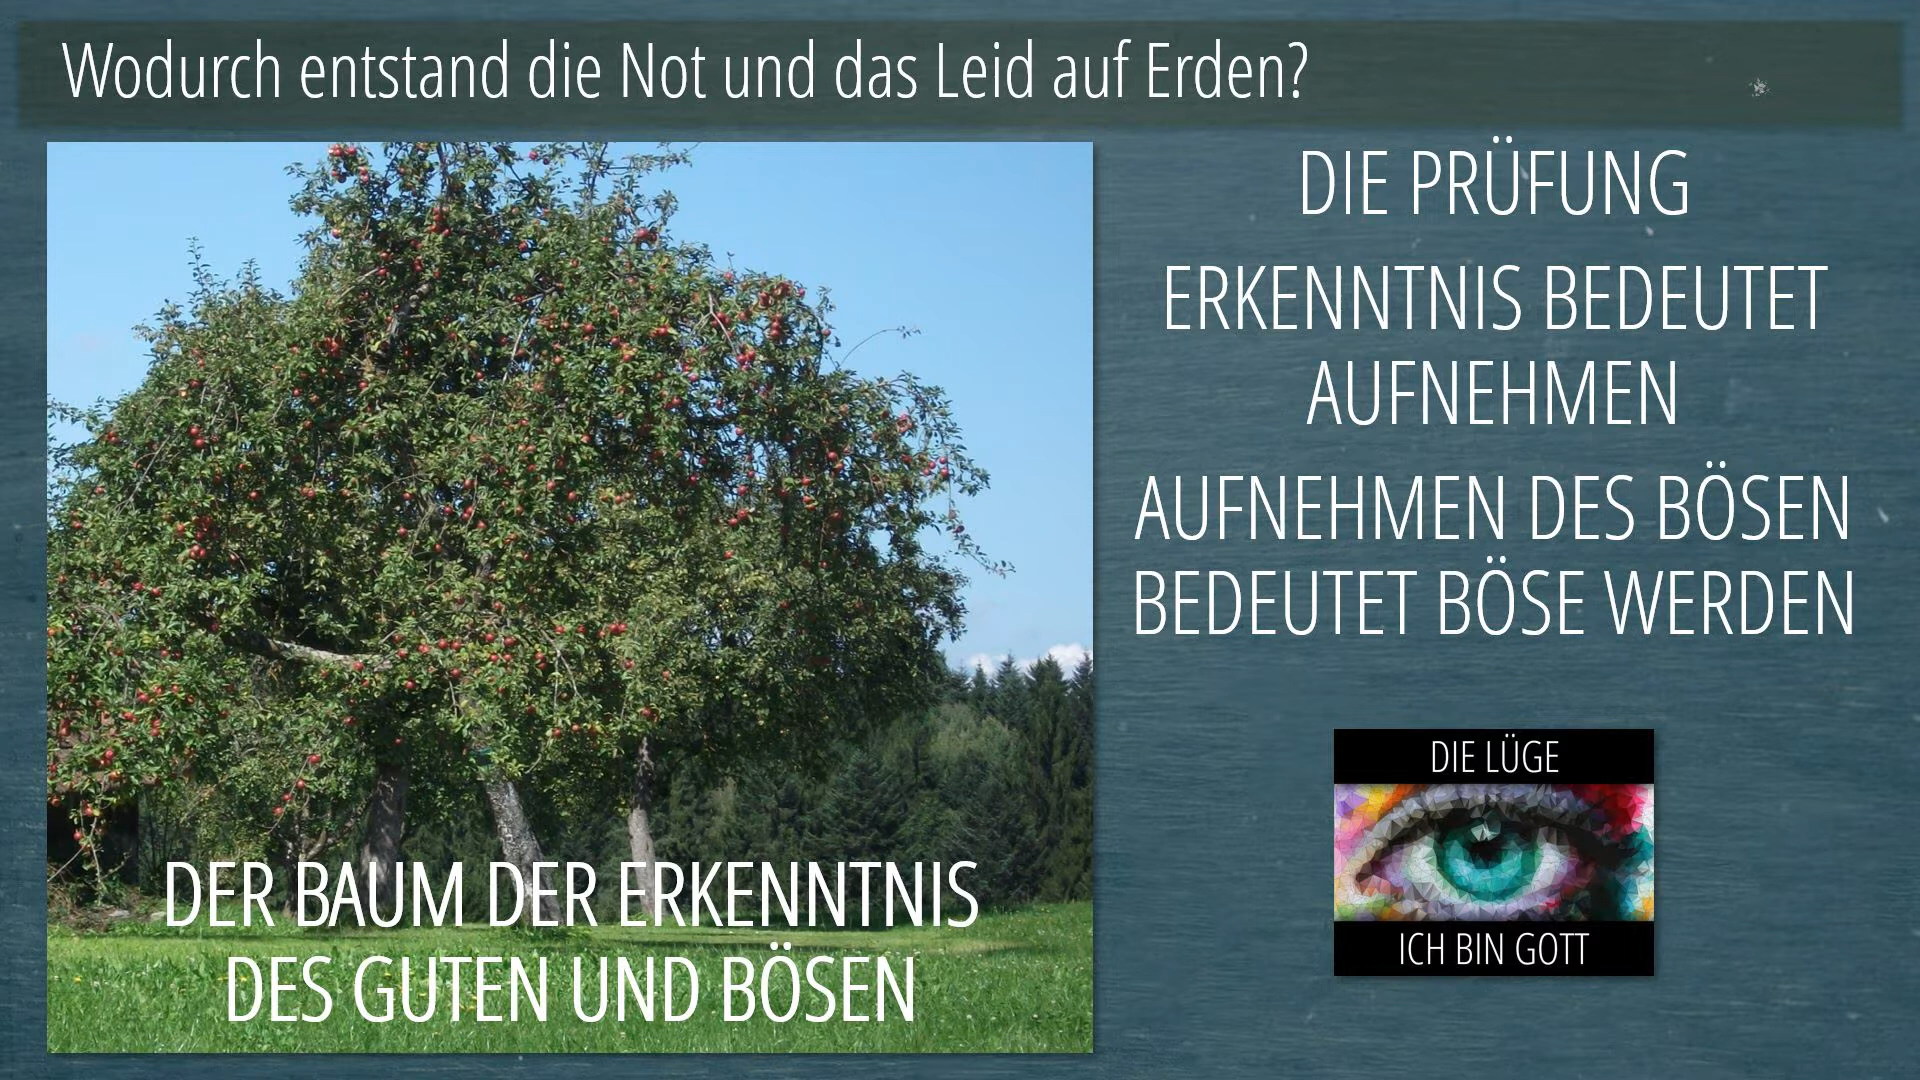 Wodurch entstand die Not und das Leid auf Erden?
DIE PRÜFUNG
ERKENNTNIS BEDEUTET
AUFNEHMEN
AUFNEHMEN DES BÖSEN
BEDEUTET BÖSE WERDEN
DER BAUM DER ERKENNTNIS
DES GUTEN UND BÖSEN
DIE LÜGE
ICH BIN GOTT